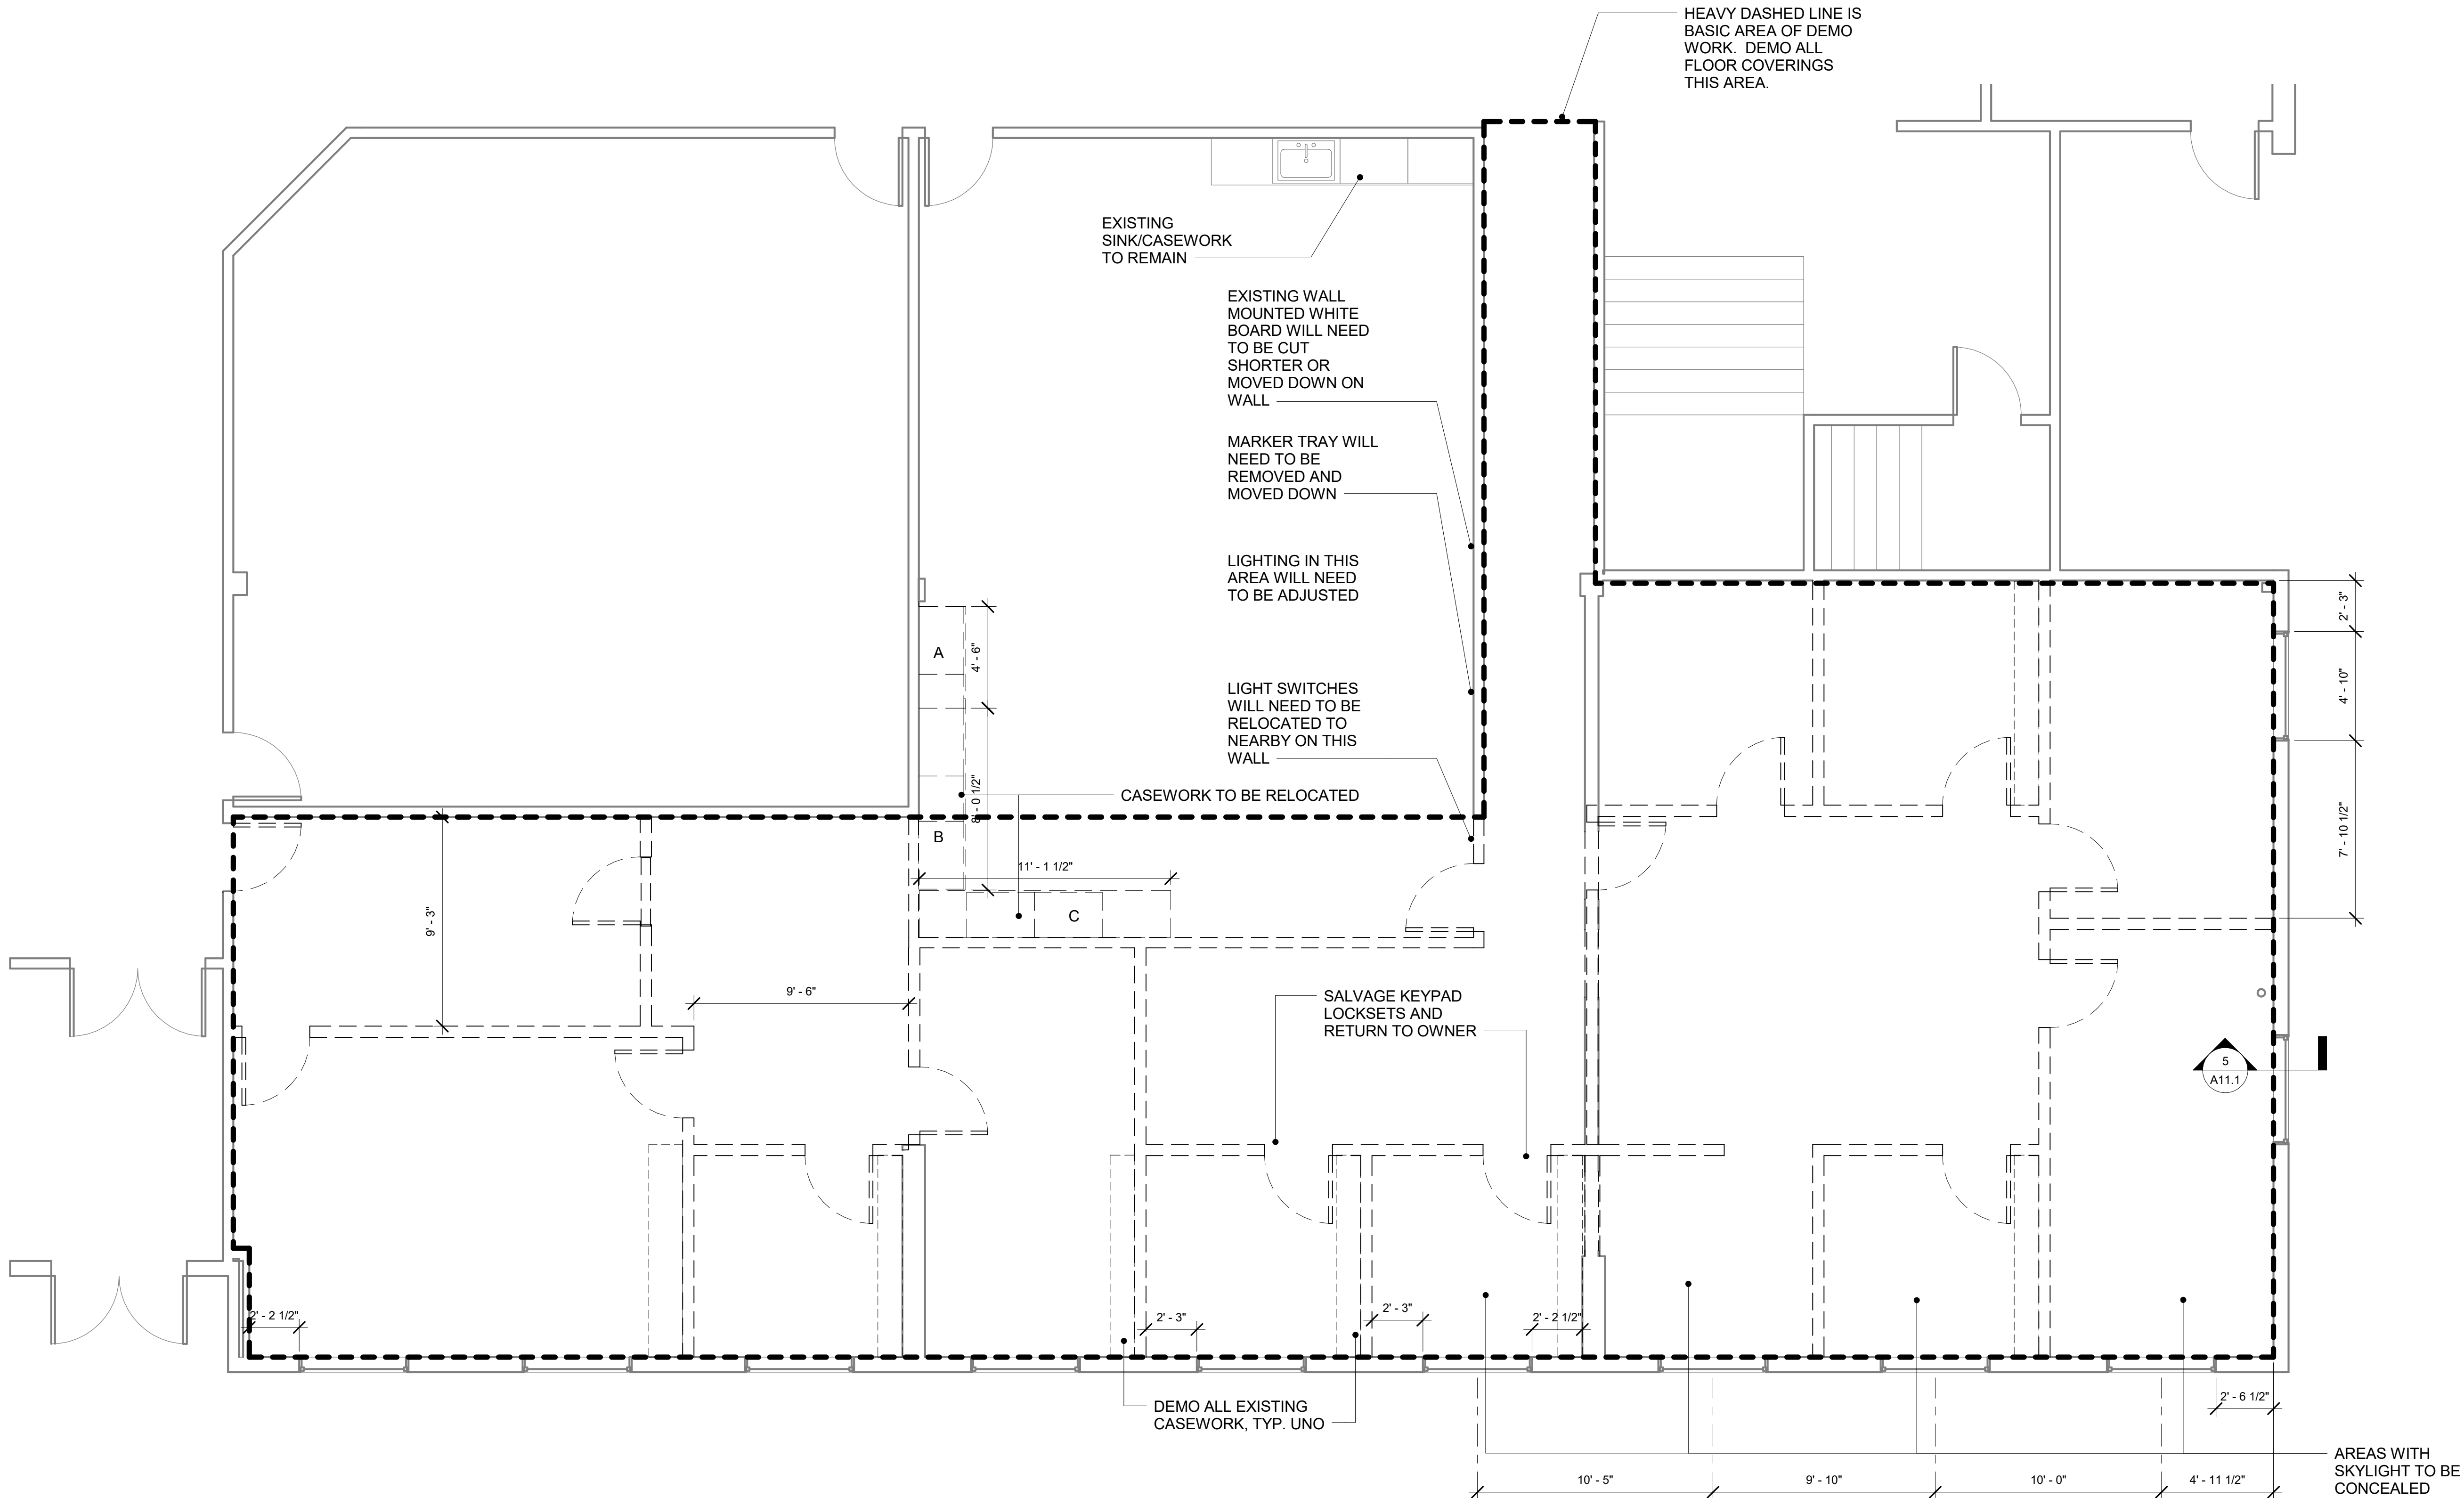 HEAVY DASHED LINE IS
BASIC AREA OF DEMO
WORK. DEMO ALL
FLOOR COVERINGS
THIS AREA.
EXISTING
SINK/CASEWORK
TO REMAIN
EXISTING WALL
MOUNTED WHITE
BOARD WILL NEED
TO BE CUT
SHORTER OR
MOVED DOWN ON
WALL
MARKER TRAY WILL
NEED TO BE
REMOVED AND
MOVED DOWN
LIGHTING IN THIS
AREA WILL NEED
TO BE ADJUSTED
2' - 3"
A
4' - 6"
4' - 10"
LIGHT SWITCHES
WILL NEED TO BE
RELOCATED TO
NEARBY ON THIS
WALL
8' - 0 1/2"
CASEWORK TO BE RELOCATED
7' - 10 1/2"
B
11' - 1 1/2"
C
9' - 3"
9' - 6"
SALVAGE KEYPAD
LOCKSETS AND
RETURN TO OWNER
5
A11.1
2' - 2 1/2"
2' - 3"
2' - 3"
2' - 2 1/2"
DEMO ALL EXISTING
CASEWORK, TYP. UNO
2' - 6 1/2"
AREAS WITH
SKYLIGHT TO BE
CONCEALED
10' - 5"
9' - 10"
10' - 0"
4' - 11 1/2"